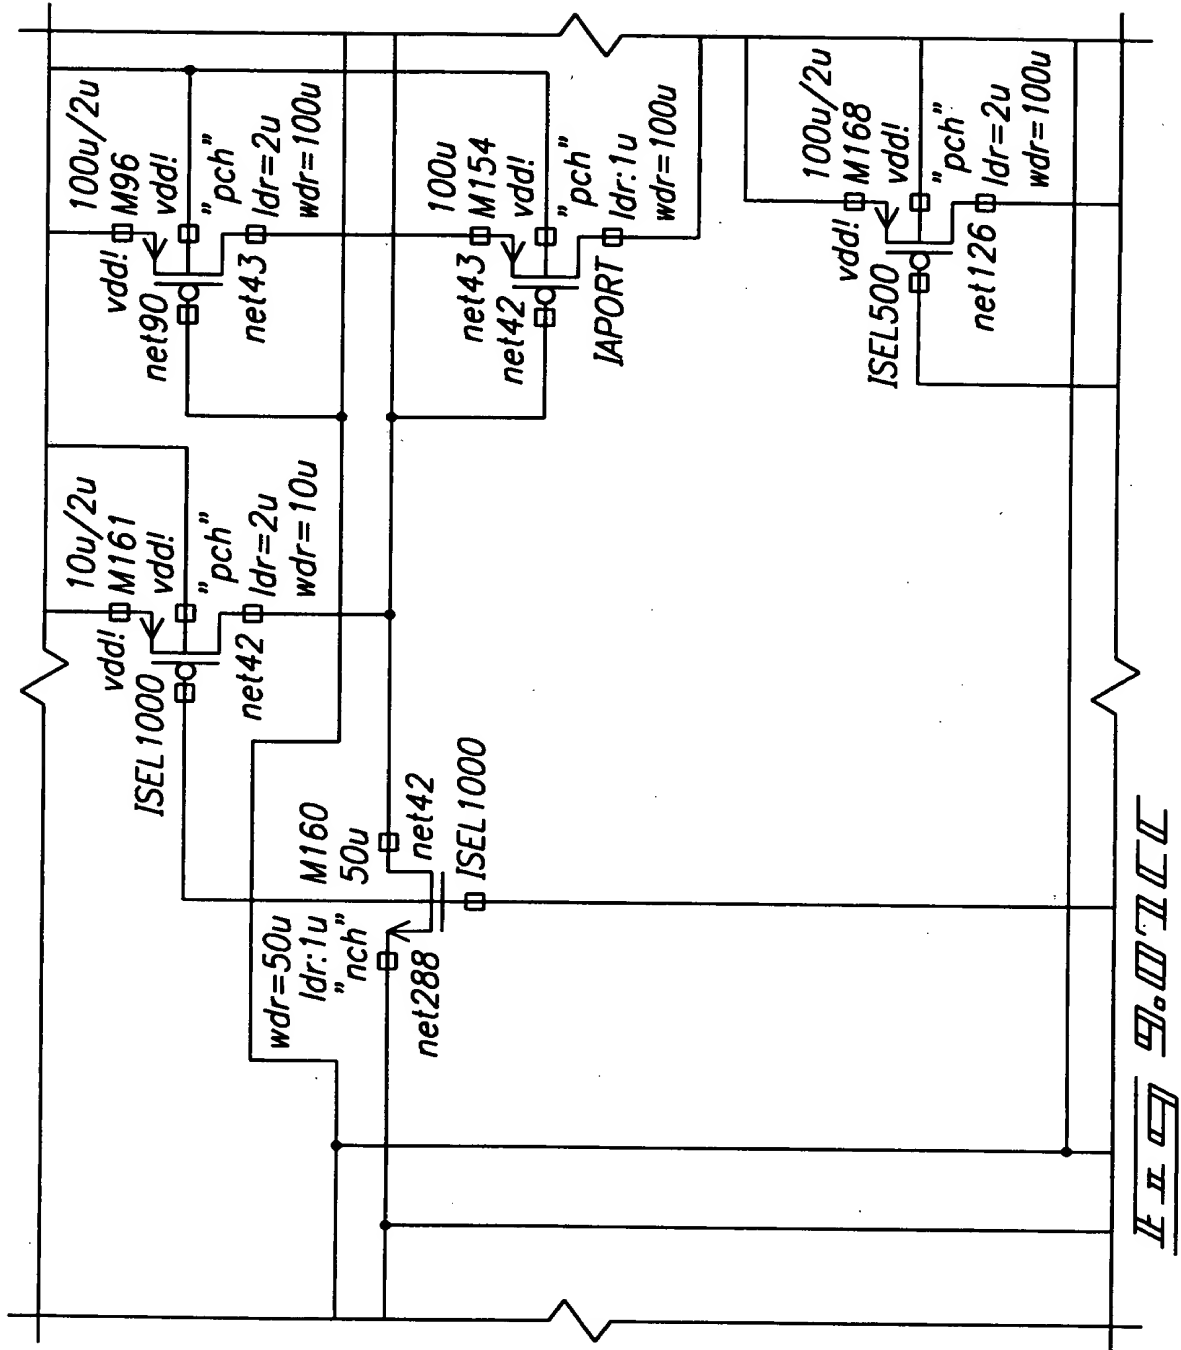 100u/2u
M96
vdd!
"pch"
ldr=2u
wdr=100u
vdd!
net90
net43
100u
M154
vdd!
"pch"
ldr:1u
wdr=100u
net43
net42
IAPORT
100u/2u
M168
vdd!
"pch"
ldr=2u
wdr=100u
vdd!
ISEL500
net126
10u/2u
M161
vdd!
"pch"
ldr=2u
wdr=10u
vdd!
ISEL1000
net42
M160
50u
net42
ISEL1000
wdr=50u
ldr:1u
"nch"
net288
FIG 9.07CC